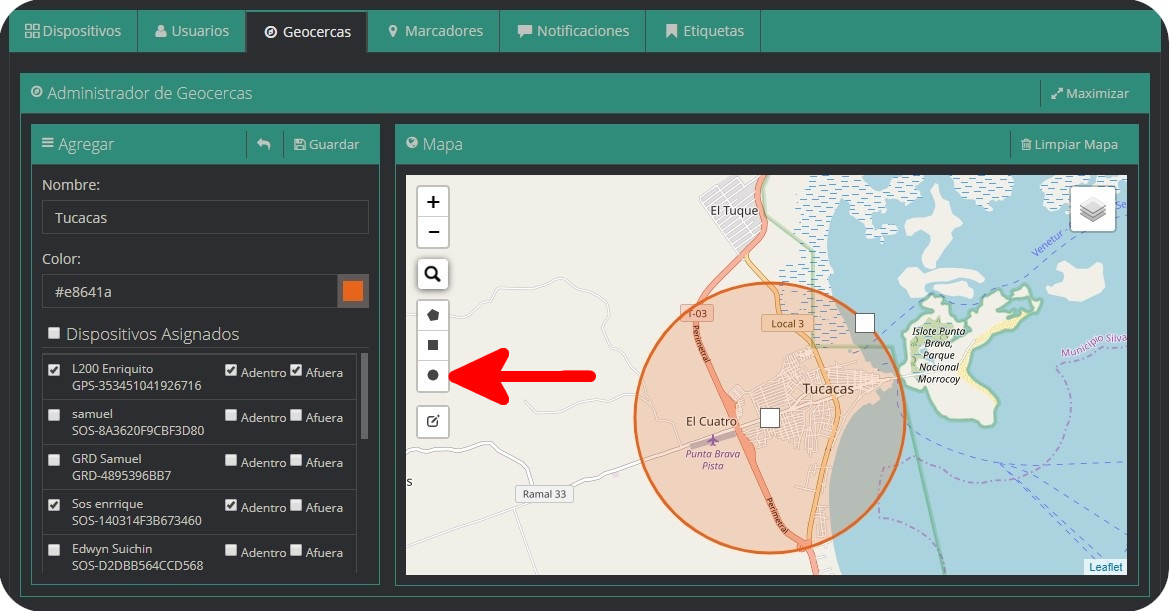 Dispositivos
Usuarios
Geocercas
Marcadores
Notificaciones
Etiquetas
Administrador de Geocercas
Maximizar
Agregar
Guardar
Nombre:
Tucacas
Color:
#e8641a
Dispositivos Asignados
L200 Enriquito
GPS-353451041926716
Adentro
Afuera
samuel
SOS-8A3620F9CBF3D80
Adentro
Afuera
GRD Samuel
GRD-4895396BB7
Adentro
Afuera
Sos enrrique
SOS-140314F3B673460
Adentro
Afuera
Edwyn Suichin
SOS-D2DBB564CCD568
Adentro
Afuera
Mapa
Limpiar Mapa
+
−
El Tuque
Venetur
Se
T-03
Local 3
Perimetral
Islote Punta
Brava,
Parque
Nacional
Morrocoy
Municipio Silva
Tucacas
El Cuatro
Punta Brava
Pista
s
Ramal 33
Perimetral
Leaflet